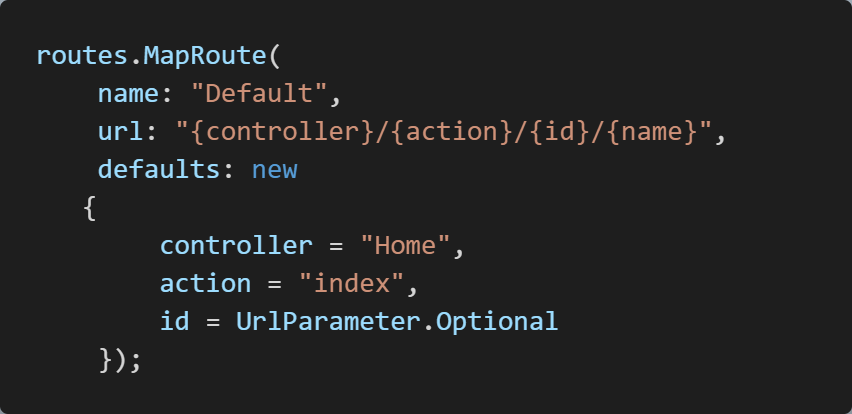 routes.MapRoute(
    name: "Default",
    url: "{controller}/{action}/{id}/{name}",
    defaults: new
   {
        controller = "Home",
        action = "index",
        id = UrlParameter.Optional
    });